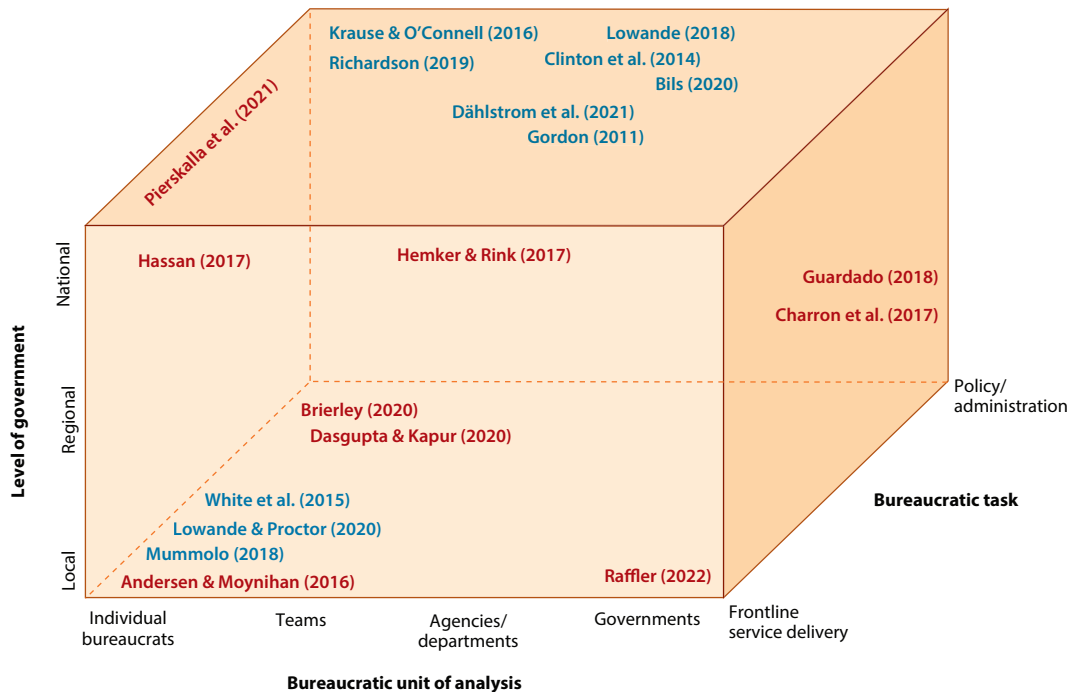 Krause & O’Connell (2016)
Lowande (2018)
Richardson (2019)
Clinton et al. (2014)
Bils (2020)
Pierskalla et al. (2021)
Dählstrom et al. (2021)
Gordon (2011)
National
Hassan (2017)
Hemker & Rink (2017)
Guardado (2018)
Charron et al. (2017)
Level of government
Regional
Policy/
administration
Brierley (2020)
Dasgupta & Kapur (2020)
White et al. (2015)
Bureaucratic task
Lowande & Proctor (2020)
Mummolo (2018)
Local
Andersen & Moynihan (2016)
Raffler (2022)
Individual
bureaucrats
Teams
Agencies/
departments
Governments
Frontline
service delivery
Bureaucratic unit of analysis